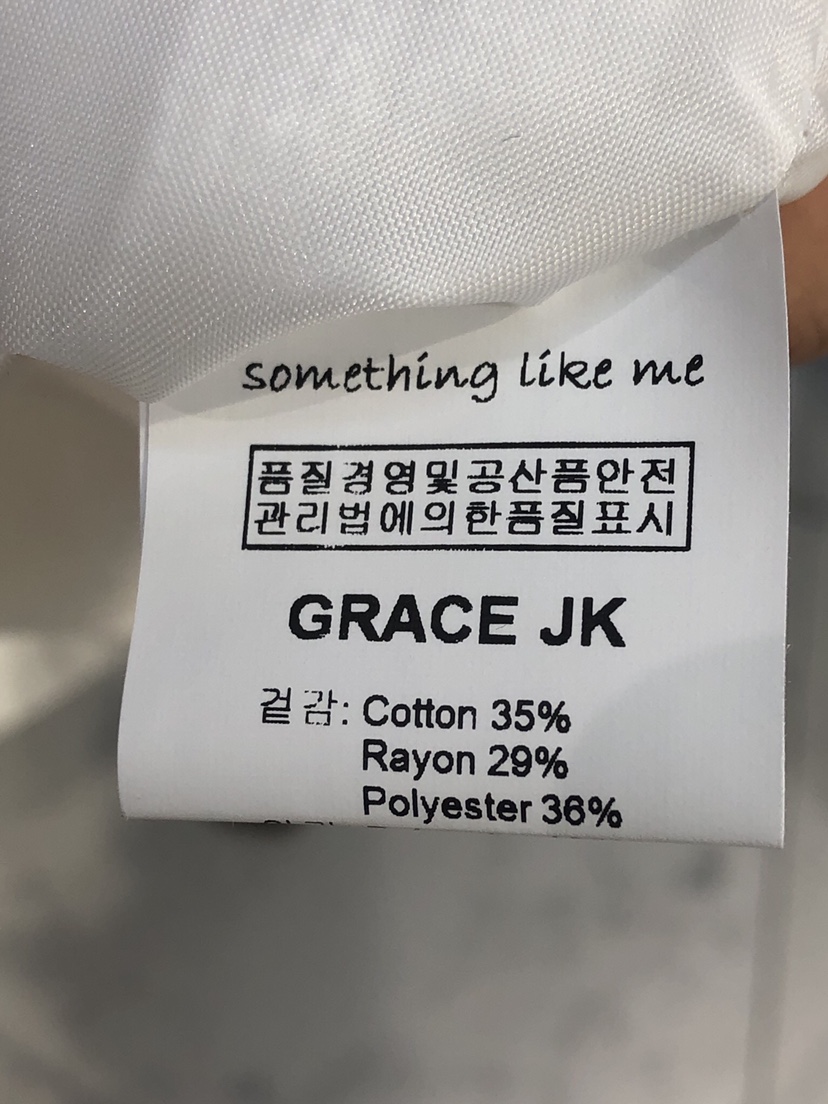 something like me
품질경영및공산품안전
관리법에의한품질표시
GRACE JK
겉감: Cotton 35%
Rayon 29%
Polyester 36%